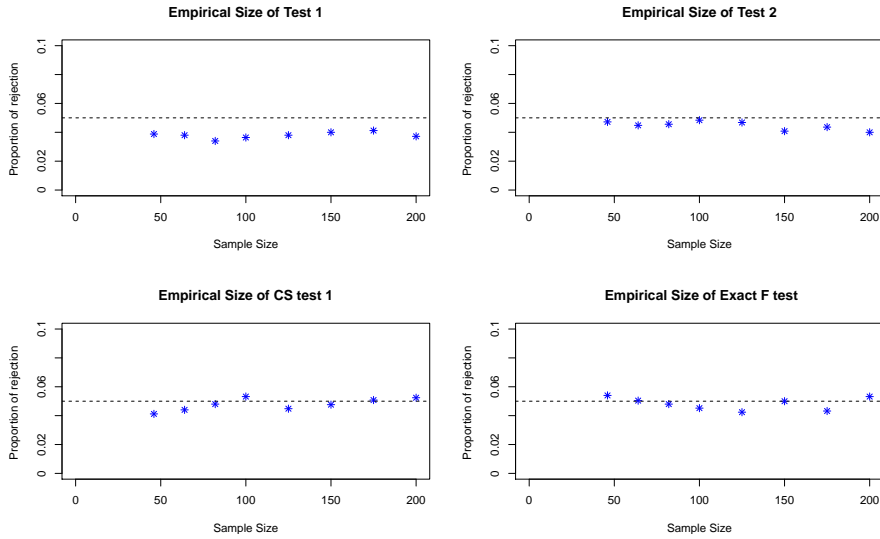 Empirical Size of Test 1
Proportion of rejection
0.1
0.06
0.02
0
0 50 100 150 200
Sample Size
Empirical Size of Test 2
Proportion of rejection
0.1
0.06
0.02
0
0 50 100 150 200
Sample Size
Empirical Size of CS test 1
Proportion of rejection
0.1
0.06
0.02
0
0 50 100 150 200
Sample Size
Empirical Size of Exact F test
Proportion of rejection
0.1
0.06
0.02
0
0 50 100 150 200
Sample Size